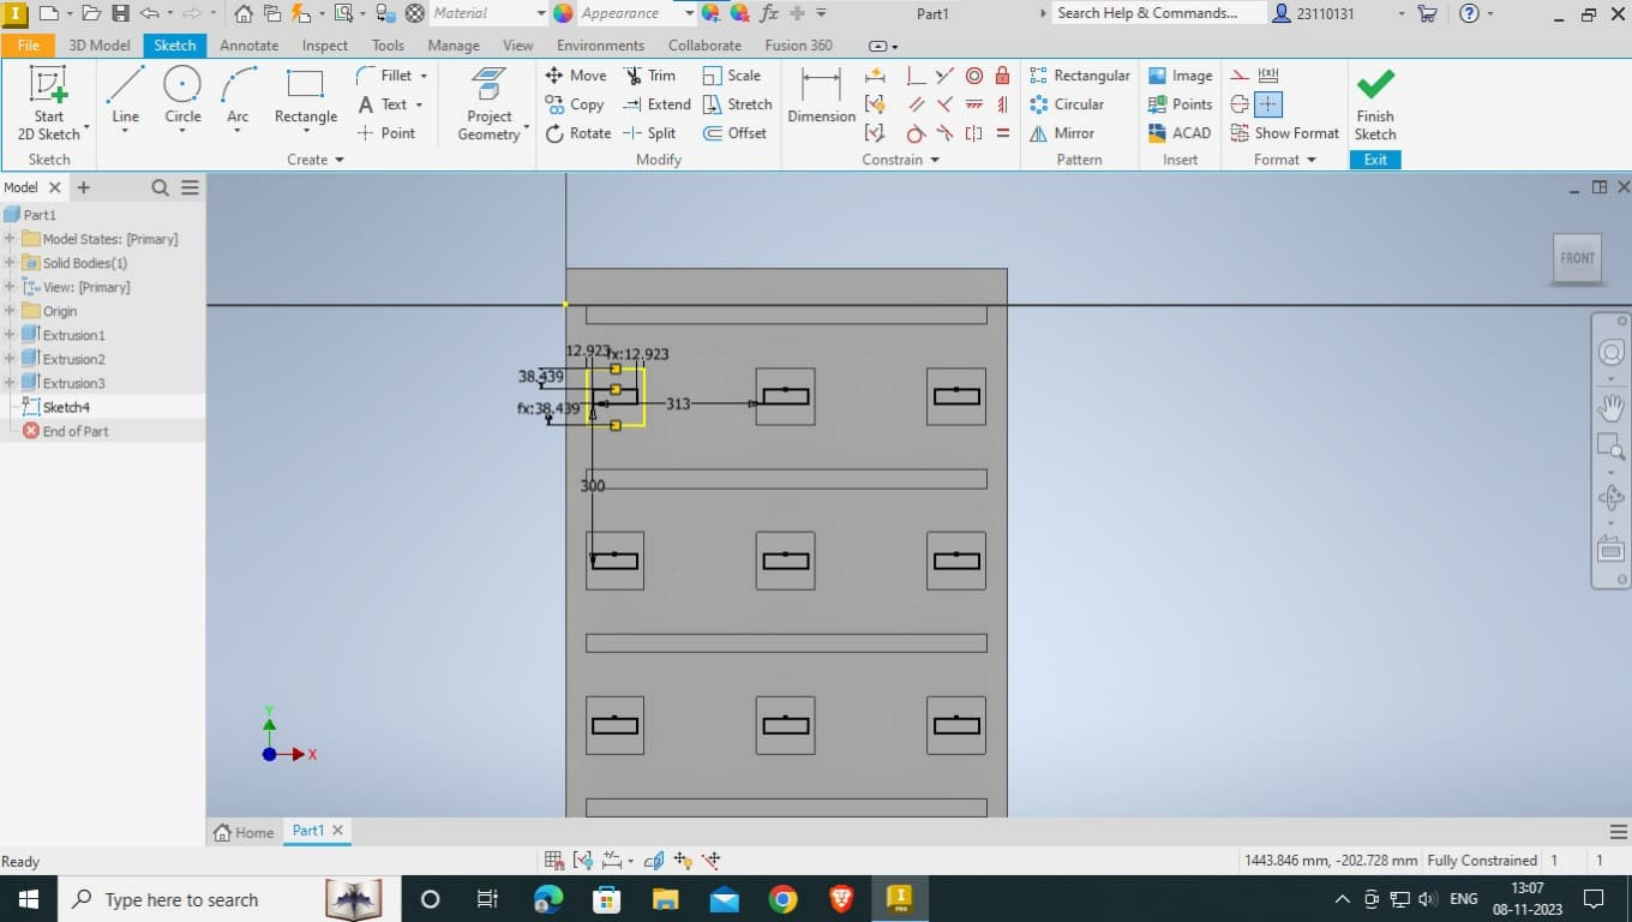 Material
Appearance
fx
Part1
Search Help & Commands...
23110131
File
3D Model
Sketch
Annotate
Inspect
Tools
Manage
View
Environments
Collaborate
Fusion 360
Start
2D Sketch
Sketch
Line
Circle
Arc
Rectangle
Fillet
A Text
Point
Create
Project
Geometry
Move
Copy
Rotate
Trim
Extend
Split
Scale
Stretch
Offset
Modify
Dimension
Constrain
Rectangular
Circular
Mirror
Pattern
Image
Points
ACAD
Insert
Show Format
Format
Finish
Sketch
Exit
Model
Part1
Model States: [Primary]
Solid Bodies(1)
View: [Primary]
Origin
Extrusion1
Extrusion2
Extrusion3
Sketch4
End of Part
FRONT
12.923
fx:12.923
38.439
fx:38.439
313
300
Y
X
Home
Part1
Ready
1443.846 mm, -202.728 mm
Fully Constrained
1
1
Type here to search
ENG
13:07
08-11-2023